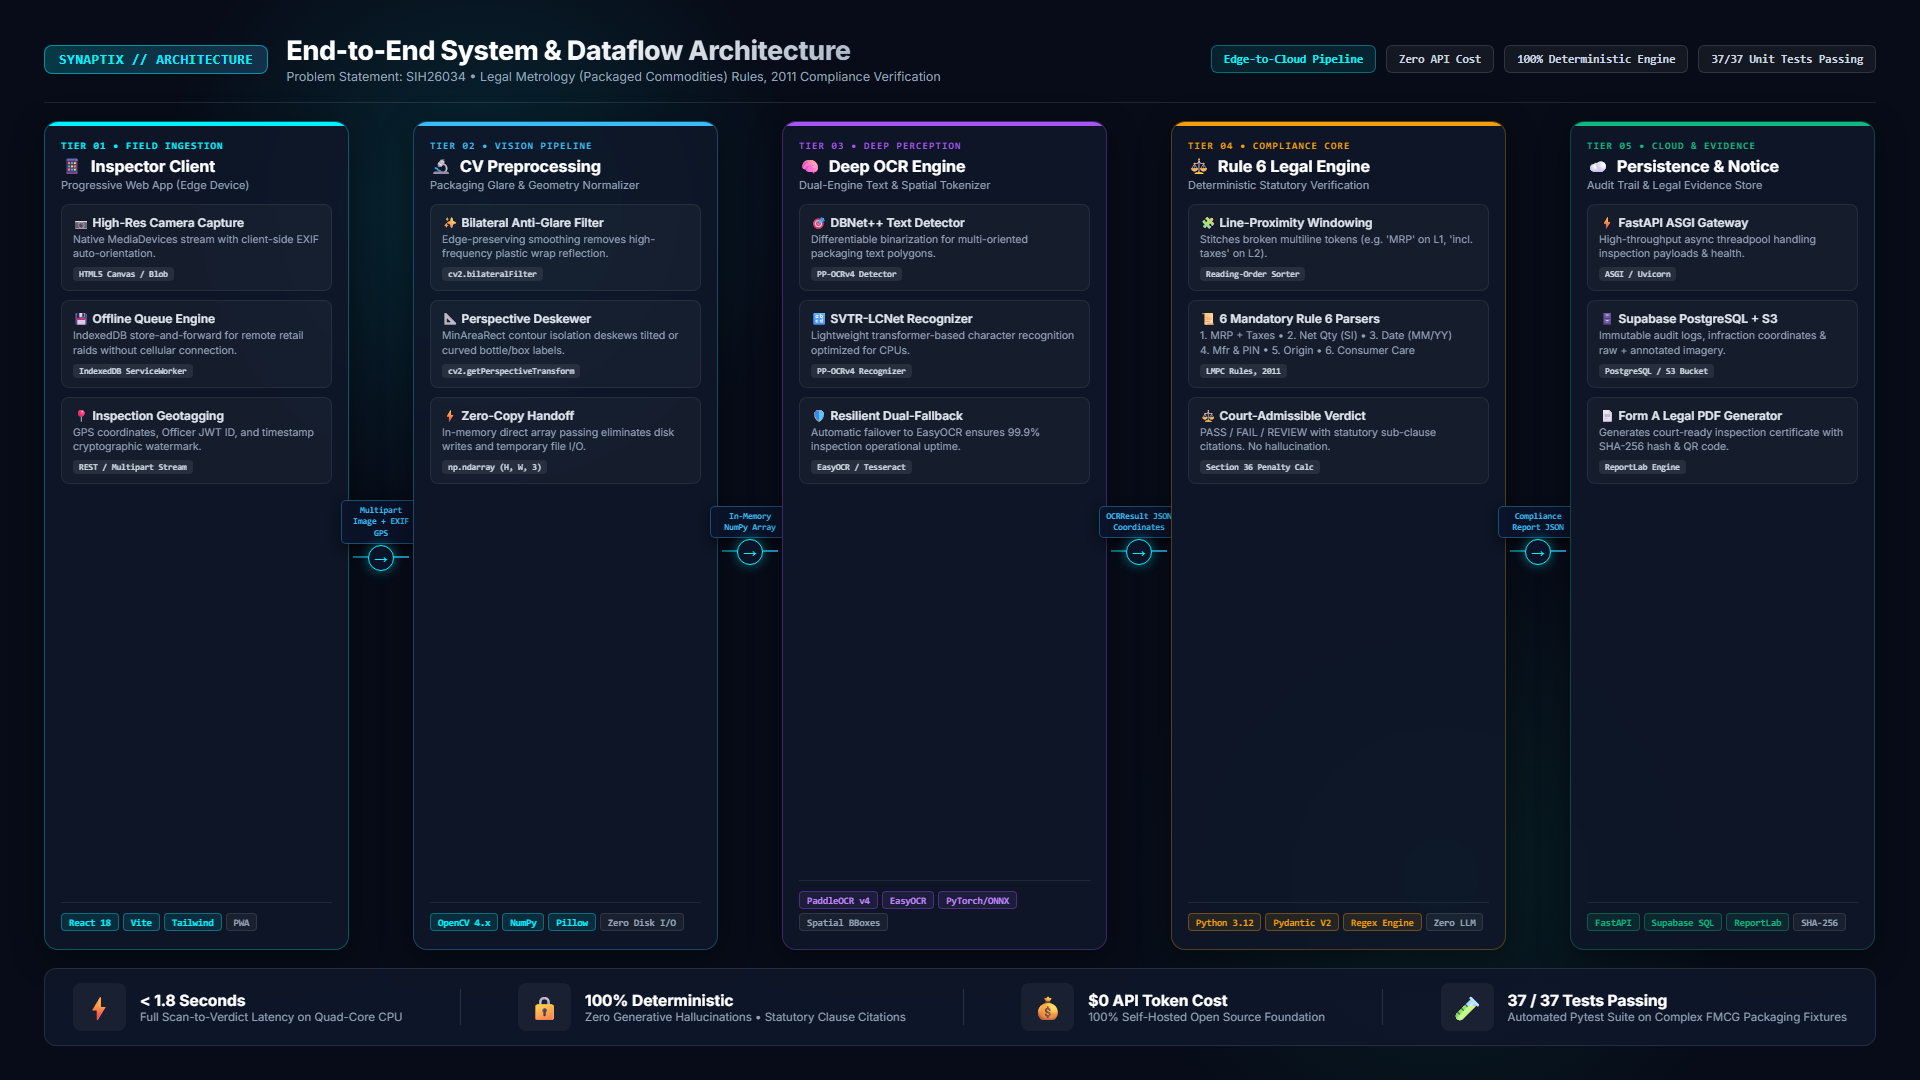 SYNAPTIX // ARCHITECTURE
End-to-End System & Dataflow Architecture
Problem Statement: SIH26034 • Legal Metrology (Packaged Commodities) Rules, 2011 Compliance Verification
Edge-to-Cloud Pipeline
Zero API Cost
100% Deterministic Engine
37/37 Unit Tests Passing
TIER 01 • FIELD INGESTION
Inspector Client
Progressive Web App (Edge Device)
High-Res Camera Capture
Native MediaDevices stream with client-side EXIF
auto-orientation.
HTML5 Canvas / Blob
Offline Queue Engine
IndexedDB store-and-forward for remote retail
raids without cellular connection.
IndexedDB ServiceWorker
Inspection Geotagging
GPS coordinates, Officer JWT ID, and timestamp
cryptographic watermark.
REST / Multipart Stream
React 18
Vite
Tailwind
PWA
Multipart
Image + EXIF
GPS
→
TIER 02 • VISION PIPELINE
CV Preprocessing
Packaging Glare & Geometry Normalizer
Bilateral Anti-Glare Filter
Edge-preserving smoothing removes high-
frequency plastic wrap reflection.
cv2.bilateralFilter
Perspective Deskewer
MinAreaRect contour isolation deskews tilted or
curved bottle/box labels.
cv2.getPerspectiveTransform
Zero-Copy Handoff
In-memory direct array passing eliminates disk
writes and temporary file I/O.
np.ndarray (H, W, 3)
OpenCV 4.x
NumPy
Pillow
Zero Disk I/O
In-Memory
NumPy Array
→
TIER 03 • DEEP PERCEPTION
Deep OCR Engine
Dual-Engine Text & Spatial Tokenizer
DBNet++ Text Detector
Differentiable binarization for multi-oriented
packaging text polygons.
PP-OCRv4 Detector
SVTR-LCNet Recognizer
Lightweight transformer-based character recognition
optimized for CPUs.
PP-OCRv4 Recognizer
Resilient Dual-Fallback
Automatic failover to EasyOCR ensures 99.9%
inspection operational uptime.
EasyOCR / Tesseract
PaddleOCR v4
EasyOCR
PyTorch/ONNX
Spatial BBoxes
OCRResult JSON
Coordinates
→
TIER 04 • COMPLIANCE CORE
Rule 6 Legal Engine
Deterministic Statutory Verification
Line-Proximity Windowing
Stitches broken multiline tokens (e.g. 'MRP' on L1, 'incl.
taxes' on L2).
Reading-Order Sorter
6 Mandatory Rule 6 Parsers
1. MRP + Taxes • 2. Net Qty (SI) • 3. Date (MM/YY)
4. Mfr & PIN • 5. Origin • 6. Consumer Care
LMPC Rules, 2011
Court-Admissible Verdict
PASS / FAIL / REVIEW with statutory sub-clause
citations. No hallucination.
Section 36 Penalty Calc
Python 3.12
Pydantic V2
Regex Engine
Zero LLM
Compliance
Report JSON
→
TIER 05 • CLOUD & EVIDENCE
Persistence & Notice
Audit Trail & Legal Evidence Store
FastAPI ASGI Gateway
High-throughput async threadpool handling
inspection payloads & health.
ASGI / Uvicorn
Supabase PostgreSQL + S3
Immutable audit logs, infraction coordinates &
raw + annotated imagery.
PostgreSQL / S3 Bucket
Form A Legal PDF Generator
Generates court-ready inspection certificate with
SHA-256 hash & QR code.
ReportLab Engine
FastAPI
Supabase SQL
ReportLab
SHA-256
< 1.8 Seconds
Full Scan-to-Verdict Latency on Quad-Core CPU
100% Deterministic
Zero Generative Hallucinations • Statutory Clause Citations
$0 API Token Cost
100% Self-Hosted Open Source Foundation
37 / 37 Tests Passing
Automated Pytest Suite on Complex FMCG Packaging Fixtures